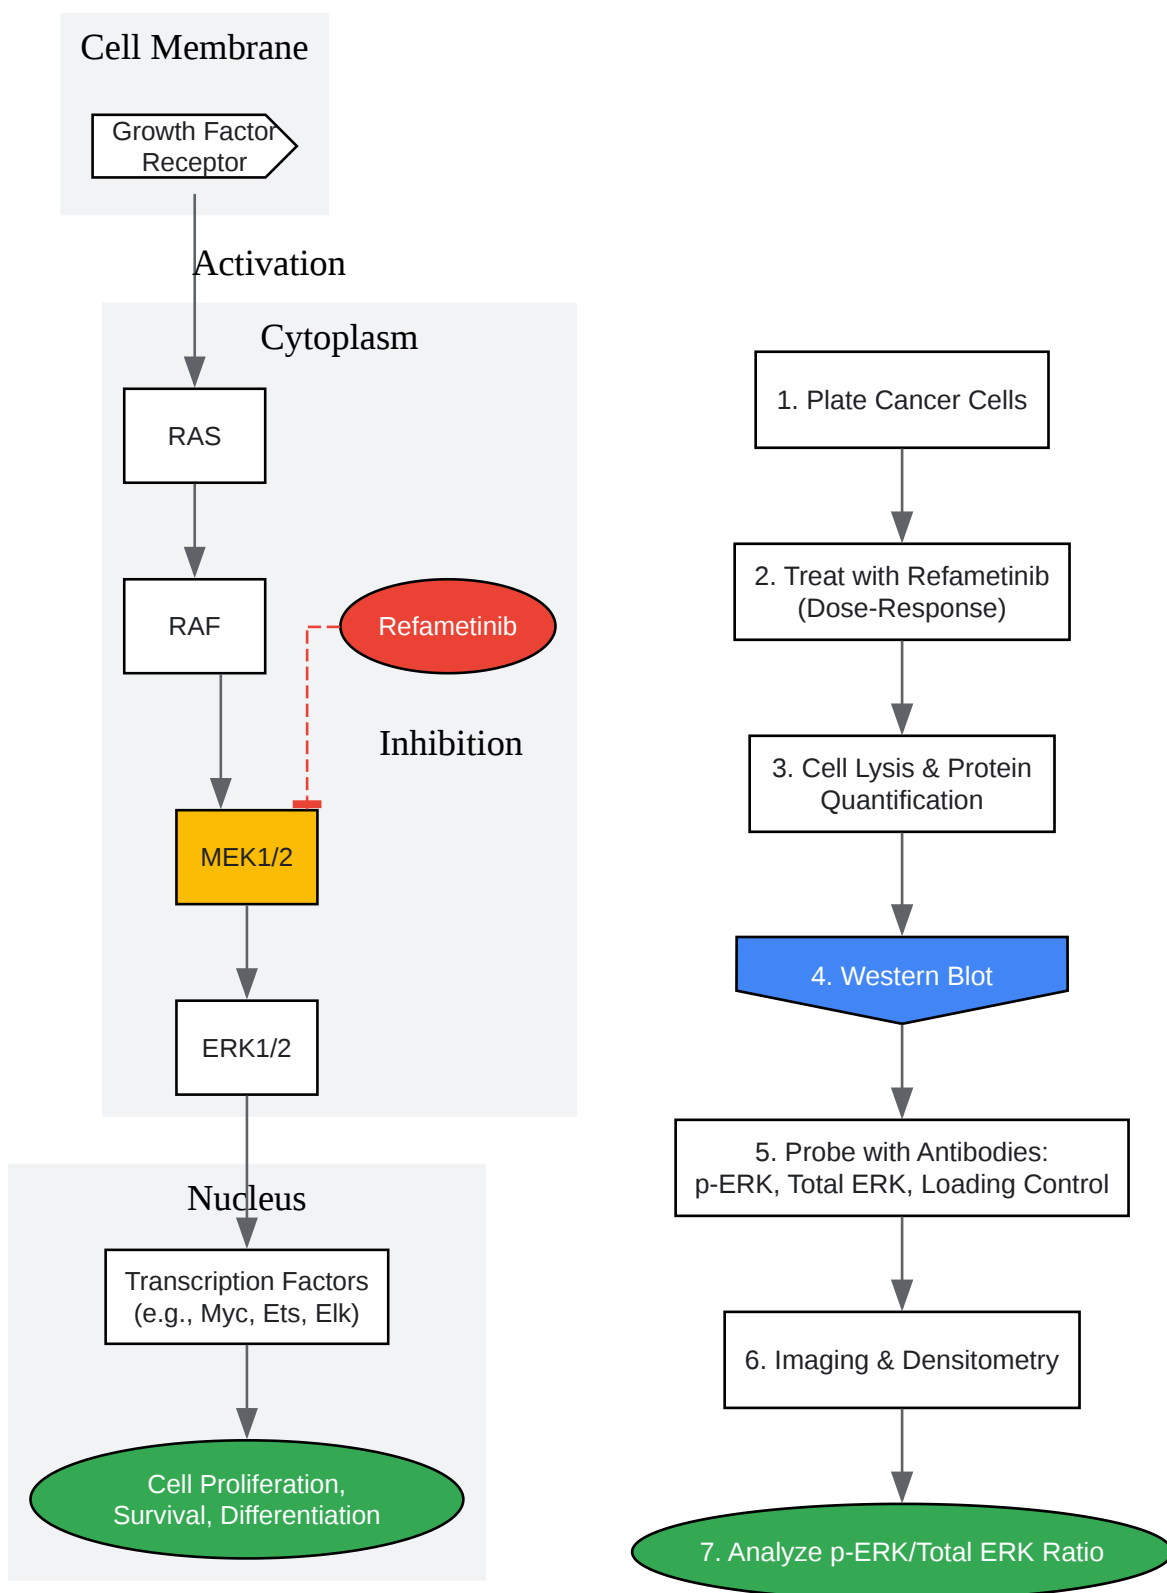 Cell Membrane
Growth Factor
Receptor
Activation
Cytoplasm
RAS
RAF
Refametinib
Inhibition
MEK1/2
ERK1/2
Nucleus
Transcription Factors
(e.g., Myc, Ets, Elk)
Cell Proliferation,
Survival, Differentiation
1. Plate Cancer Cells
2. Treat with Refametinib
(Dose-Response)
3. Cell Lysis & Protein
Quantification
4. Western Blot
5. Probe with Antibodies:
p-ERK, Total ERK, Loading Control
6. Imaging & Densitometry
7. Analyze p-ERK/Total ERK Ratio